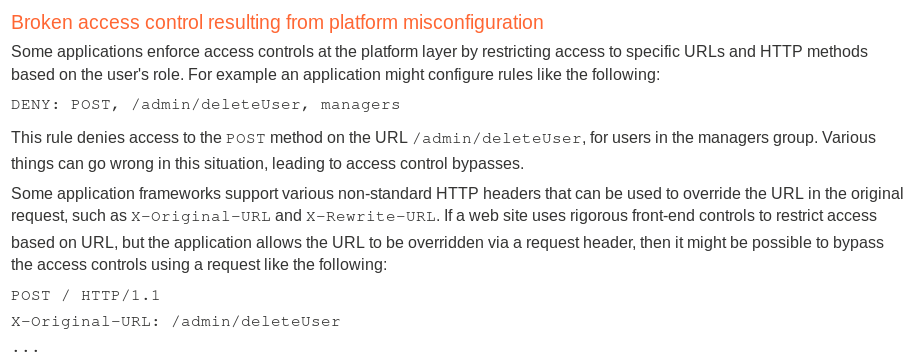 Broken access control resulting from platform misconfiguration
Some applications enforce access controls at the platform layer by restricting access to specific URLs and HTTP methods
based on the user's role. For example an application might configure rules like the following:
DENY: POST, /admin/deleteUser, managers
This rule denies access to the POST method on the URL /admin/deleteUser, for users in the managers group. Various
things can go wrong in this situation, leading to access control bypasses.
Some application frameworks support various non-standard HTTP headers that can be used to override the URL in the original
request, such as X-Original-URL and X-Rewrite-URL. If a web site uses rigorous front-end controls to restrict access
based on URL, but the application allows the URL to be overridden via a request header, then it might be possible to bypass
the access controls using a request like the following:
POST / HTTP/1.1
X-Original-URL: /admin/deleteUser
...